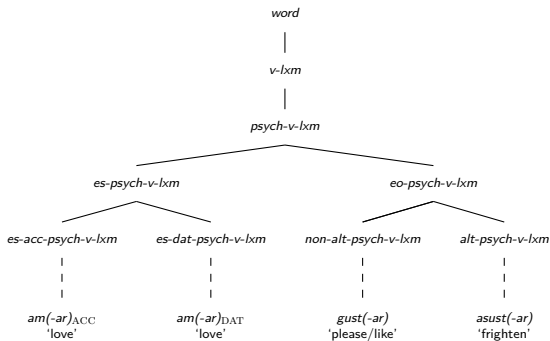 word
v-lxm
psych-v-lxm
es-psych-v-lxm eo-psych-v-lxm
es-acc-psych-v-lxm es-dat-psych-v-lxm non-alt-psych-v-lxm alt-psych-v-lxm
am(-ar)ACC am(-ar)DAT gust(-ar) asust(-ar)
‘love’ ‘love’ ‘please/like’ ‘frighten’